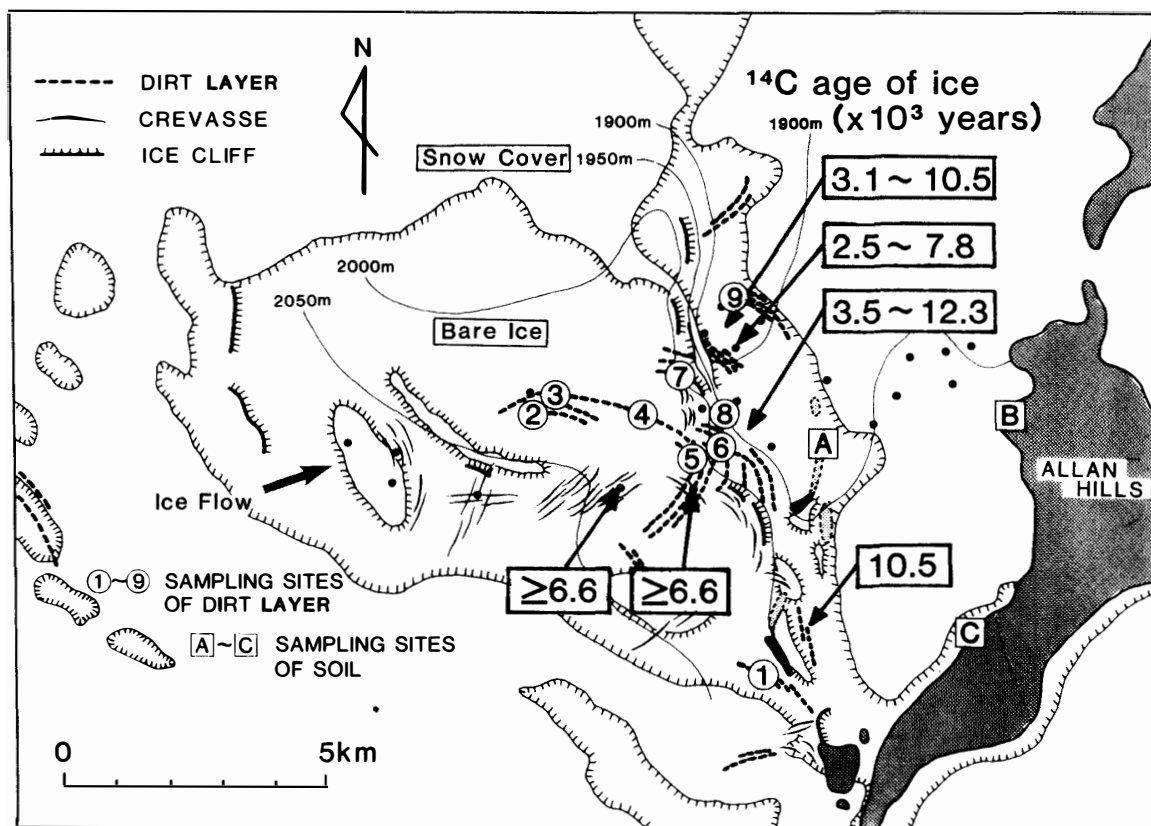 N
DIRT LAYER
CREVASSE
ICE CLIFF
¹⁴C age of ice
(x10³ years)
1900m
1900m
Snow Cover
1950m
3.1~10.5
2.5~7.8
3.5~12.3
2000m
2050m
Bare Ice
⑨
⑦
③
②
④
⑧
⑥
⑤
A
B
ALLAN
HILLS
Ice Flow
≥6.6
≥6.6
10.5
①~⑨ SAMPLING SITES
OF DIRT LAYER
A~C SAMPLING SITES
OF SOIL
C
①
0 5km